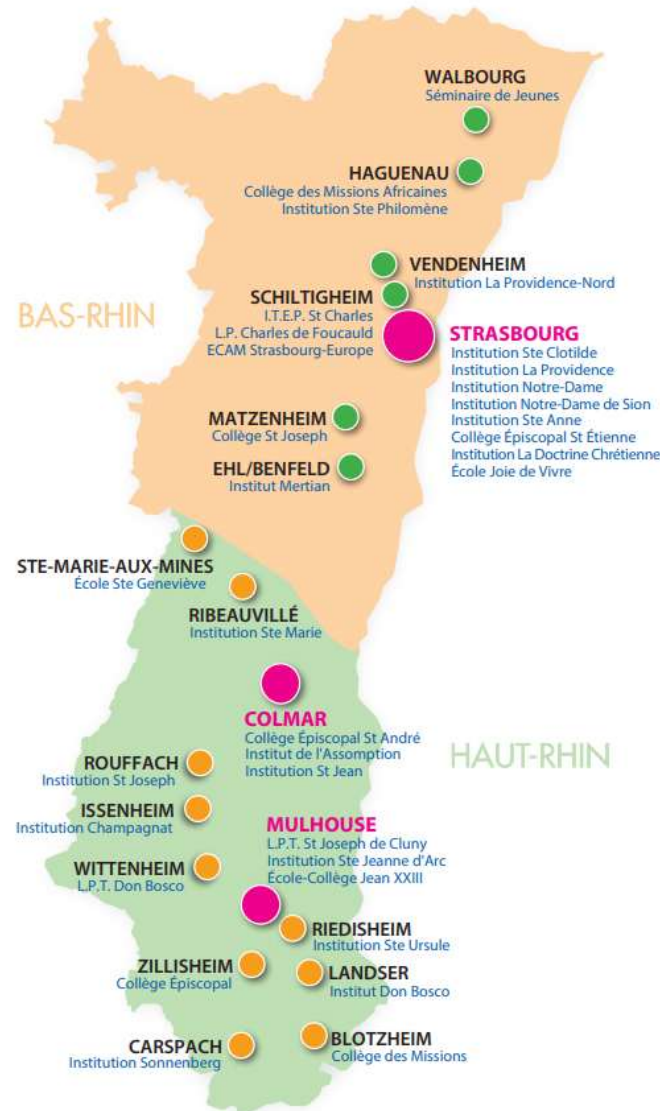 WALBOURG
Séminaire de Jeunes
HAGUENAU
Collège des Missions Africaines
Institution Ste Philomène
VENDENHEIM
Institution La Providence-Nord
SCHILTIGHEIM
I.T.E.P. St Charles
L.P. Charles de Foucauld
ECAM Strasbourg-Europe
BAS-RHIN
STRASBOURG
Institution Ste Clotilde
Institution La Providence
Institution Notre-Dame
Institution Notre-Dame de Sion
Institution Ste Anne
Collège Épiscopal St Étienne
Institution La Doctrine Chrétienne
École Joie de Vivre
MATZENHEIM
Collège St Joseph
EHL/BENFELD
Institut Mertian
STE-MARIE-AUX-MINES
École Ste Geneviève
RIBEAUVILLÉ
Institution Ste Marie
COLMAR
Collège Épiscopal St André
Institut de l'Assomption
Institution St Jean
HAUT-RHIN
ROUFFACH
Institution St Joseph
ISSENHEIM
Institution Champagnat
MULHOUSE
L.P.T. St Joseph de Cluny
Institution Ste Jeanne d'Arc
École-Collège Jean XXIII
WITTENHEIM
L.P.T. Don Bosco
RIEDISHEIM
Institution Ste Ursule
ZILLISHEIM
Collège Épiscopal
LANDSER
Institut Don Bosco
CARSPACH
Institution Sonnenberg
BLOTZHEIM
Collège des Missions